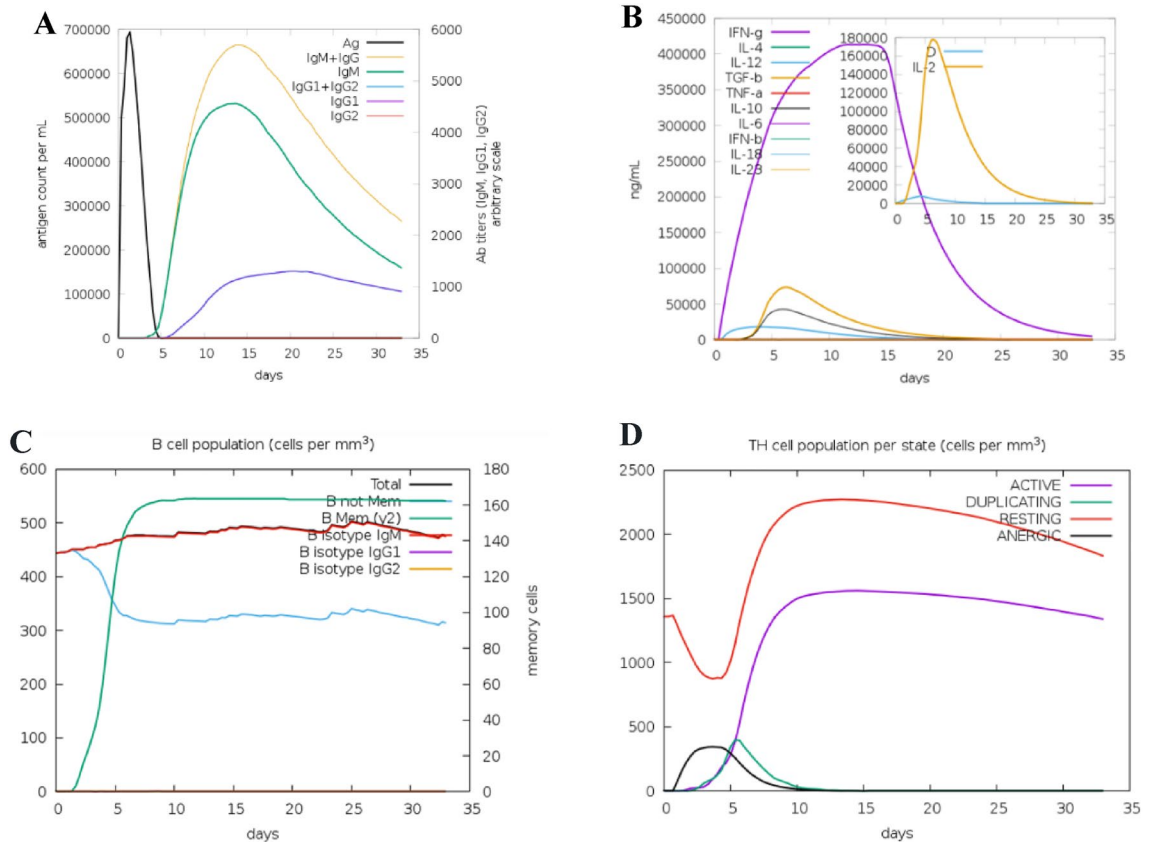 A
700000
600000
500000
400000
300000
200000
100000
0
antigen count per mL
0 5 10 15 20 25 30 35
days
6000
5000
4000
3000
2000
1000
0
Ab titers (IgM, IgG1, IgG2)
arbitrary scale
Ag
IgM+IgG
IgM
IgG1+IgG2
IgG1
IgG2
B
450000
400000
350000
300000
250000
200000
150000
100000
50000
0
ng/mL
0 5 10 15 20 25 30 35
days
IFN-g
IL-4
IL-12
TGF-b
TNF-a
IL-10
IL-6
IFN-b
IL-18
IL-23
180000
160000
140000
120000
100000
80000
60000
40000
20000
0
0 5 10 15 20 25 30 35
D
IL-2
C
B cell population (cells per mm³)
600
500
400
300
200
100
0
0 5 10 15 20 25 30 35
days
180
160
140
120
100
80
60
40
20
0
memory cells
Total
B not Mem
B Mem (y2)
B isotype IgM
B isotype IgG1
B isotype IgG2
D
TH cell population per state (cells per mm³)
2500
2000
1500
1000
500
0
0 5 10 15 20 25 30 35
days
ACTIVE
DUPLICATING
RESTING
ANERGIC